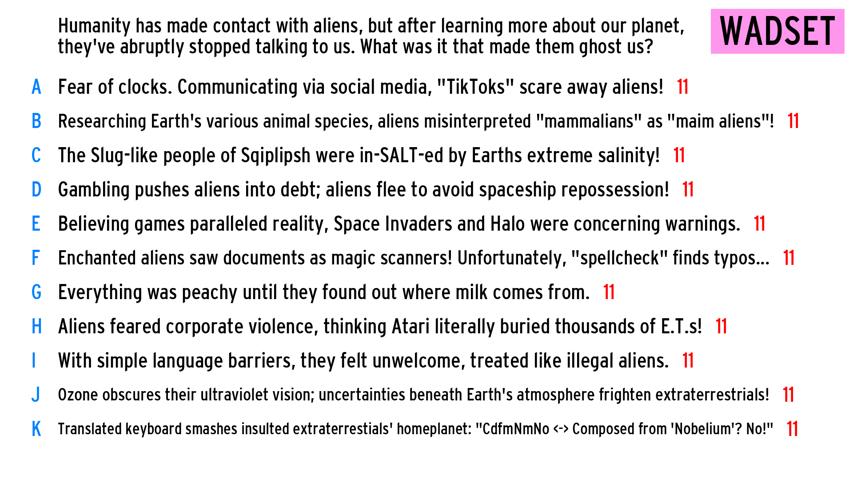 Humanity has made contact with aliens, but after learning more about our planet,
they've abruptly stopped talking to us. What was it that made them ghost us?
WADSET
A Fear of clocks. Communicating via social media, "TikToks" scare away aliens! 11
B Researching Earth's various animal species, aliens misinterpreted "mammalians" as "maim aliens"! 11
C The Slug-like people of Sqiplipsh were in-SALT-ed by Earths extreme salinity! 11
D Gambling pushes aliens into debt; aliens flee to avoid spaceship repossession! 11
E Believing games paralleled reality, Space Invaders and Halo were concerning warnings. 11
F Enchanted aliens saw documents as magic scanners! Unfortunately, "spellcheck" finds typos... 11
G Everything was peachy until they found out where milk comes from. 11
H Aliens feared corporate violence, thinking Atari literally buried thousands of E.T.s! 11
I With simple language barriers, they felt unwelcome, treated like illegal aliens. 11
J Ozone obscures their ultraviolet vision; uncertainties beneath Earth's atmosphere frighten extraterrestrials! 11
K Translated keyboard smashes insulted extraterrestials' homeplanet: "CdfmNmNo <-> Composed from 'Nobelium'? No!" 11